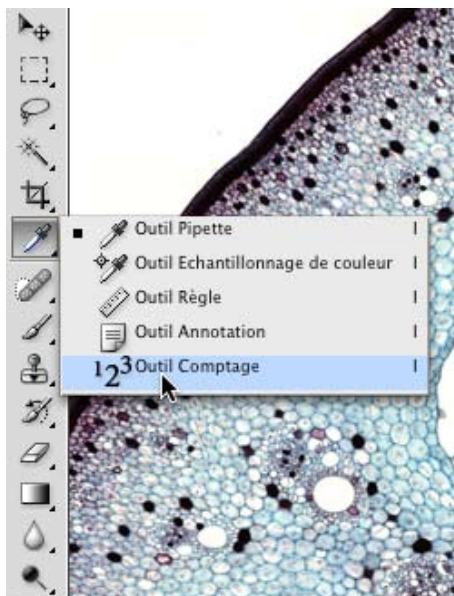 Outil Pipette I
Outil Echantillonnage de couleur I
Outil Règle I
Outil Annotation I
123 Outil Comptage I